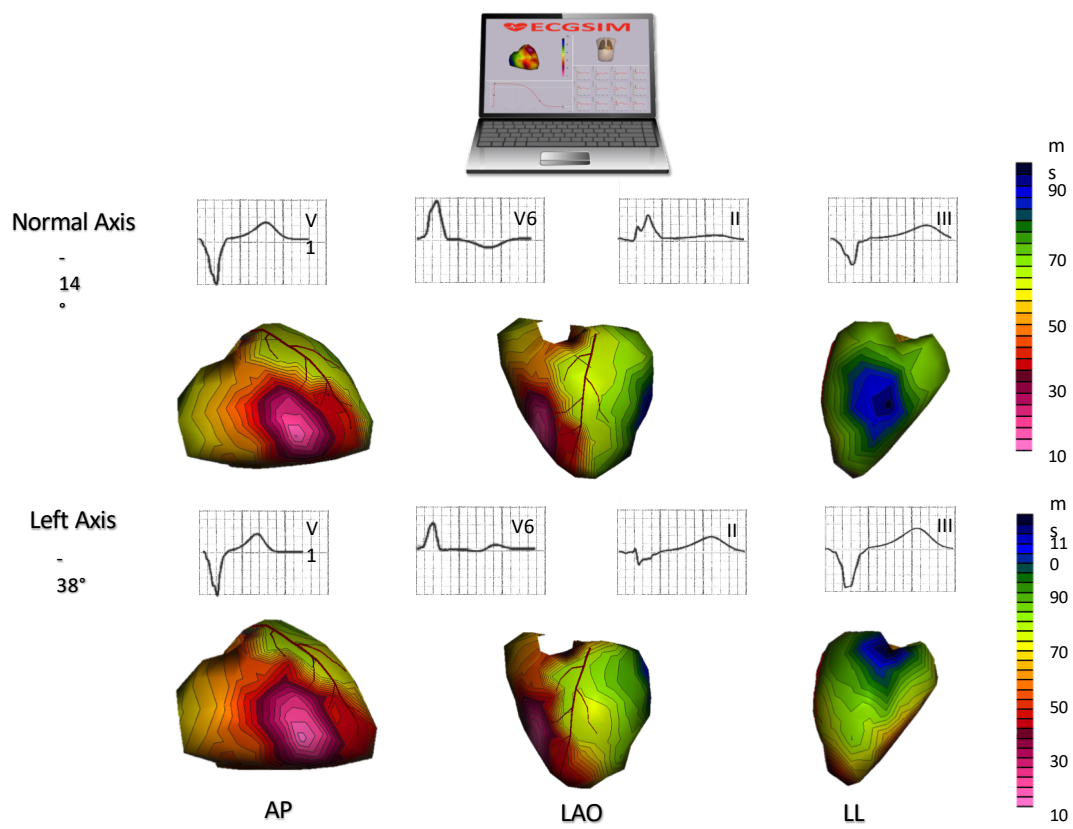 ECGSIM
m
s
90
70
50
30
10
Normal Axis
-
14
°
V
1
V6
II
III
Left Axis
-
38°
V
1
V6
II
III
m
s
11
0
90
70
50
30
10
AP
LAO
LL